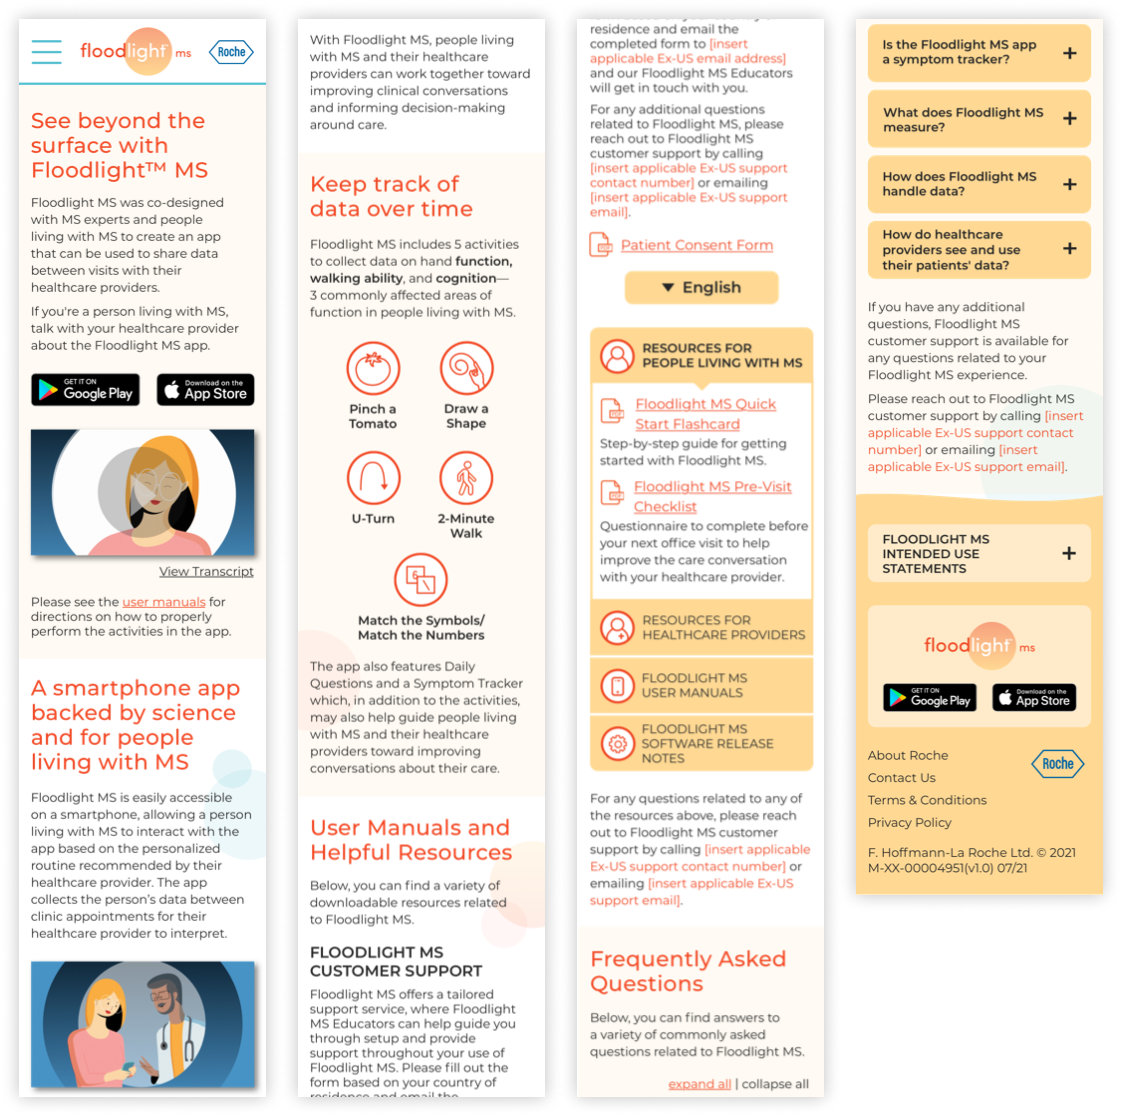 floodlight™ ms
Roche
See beyond the
surface with
Floodlight™ MS
Floodlight MS was co-designed
with MS experts and people
living with MS to create an app
that can be used to share data
between visits with their
healthcare providers.
If you're a person living with MS,
talk with your healthcare provider
about the Floodlight MS app.
GET IT ON
Google Play
Download on the
App Store
View Transcript
Please see the user manuals for
directions on how to properly
perform the activities in the app.
A smartphone app
backed by science
and for people
living with MS
Floodlight MS is easily accessible
on a smartphone, allowing a person
living with MS to interact with the
app based on the personalized
routine recommended by their
healthcare provider. The app
collects the person’s data between
clinic appointments for their
healthcare provider to interpret.
With Floodlight MS, people living
with MS and their healthcare
providers can work together toward
improving clinical conversations
and informing decision-making
around care.
Keep track of
data over time
Floodlight MS includes 5 activities
to collect data on hand function,
walking ability, and cognition—
3 commonly affected areas of
function in people living with MS.
Pinch a
Tomato
Draw a
Shape
U-Turn
2-Minute
Walk
6
Match the Symbols/
Match the Numbers
The app also features Daily
Questions and a Symptom Tracker
which, in addition to the activities,
may also help guide people living
with MS and their healthcare
providers toward improving
conversations about their care.
User Manuals and
Helpful Resources
Below, you can find a variety of
downloadable resources related
to Floodlight MS.
FLOODLIGHT MS
CUSTOMER SUPPORT
Floodlight MS offers a tailored
support service, where Floodlight
MS Educators can help guide you
through setup and provide
support throughout your use of
Floodlight MS. Please fill out the
form based on your country of
residence and email the
residence and email the
completed form to [insert
applicable Ex-US email address]
and our Floodlight MS Educators
will get in touch with you.
For any additional questions
related to Floodlight MS, please
reach out to Floodlight MS
customer support by calling
[insert applicable Ex-US support
contact number] or emailing
[insert applicable Ex-US support
email].
Patient Consent Form
English
RESOURCES FOR
PEOPLE LIVING WITH MS
Floodlight MS Quick
Start Flashcard
Step-by-step guide for getting
started with Floodlight MS.
Floodlight MS Pre-Visit
Checklist
Questionnaire to complete before
your next office visit to help
improve the care conversation
with your healthcare provider.
RESOURCES FOR
HEALTHCARE PROVIDERS
FLOODLIGHT MS
USER MANUALS
FLOODLIGHT MS
SOFTWARE RELEASE
NOTES
For any questions related to any of
the resources above, please reach
out to Floodlight MS customer
support by calling [insert applicable
Ex-US support contact number] or
emailing [insert applicable Ex-US
support email].
Frequently Asked
Questions
Below, you can find answers to
a variety of commonly asked
questions related to Floodlight MS.
expand all | collapse all
Is the Floodlight MS app
a symptom tracker?
+
What does Floodlight MS
measure?
+
How does Floodlight MS
handle data?
+
How do healthcare
providers see and use
their patients' data?
+
If you have any additional
questions, Floodlight MS
customer support is available for
any questions related to your
Floodlight MS experience.
Please reach out to Floodlight MS
customer support by calling [insert
applicable Ex-US support contact
number] or emailing [insert
applicable Ex-US support email].
FLOODLIGHT MS
INTENDED USE
STATEMENTS
+
floodlight™ ms
GET IT ON
Google Play
Download on the
App Store
About Roche
Contact Us
Terms & Conditions
Privacy Policy
Roche
F. Hoffmann-La Roche Ltd. © 2021
M-XX-00004951(v1.0) 07/21